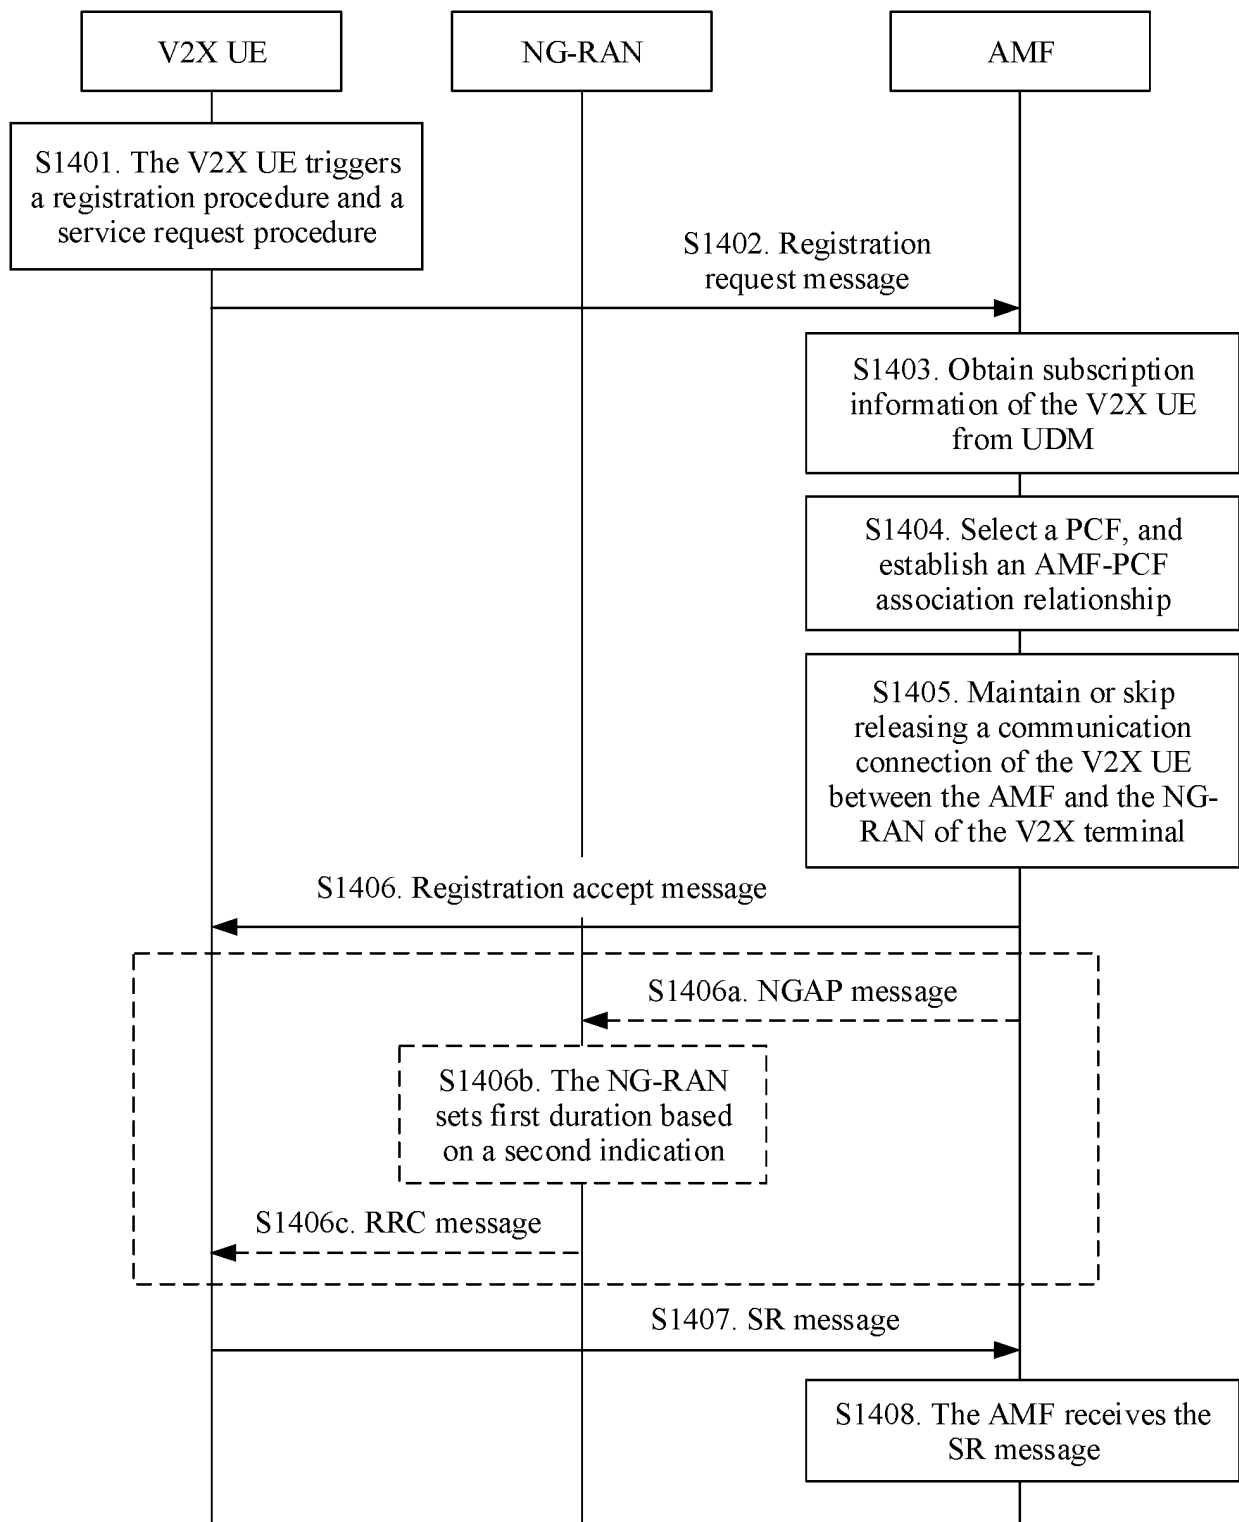 V2X UE
NG-RAN
AMF
S1401. The V2X UE triggers
a registration procedure and a
service request procedure
S1402. Registration
request message
S1403. Obtain subscription
information of the V2X UE
from UDM
S1404. Select a PCF, and
establish an AMF-PCF
association relationship
S1405. Maintain or skip
releasing a communication
connection of the V2X UE
between the AMF and the NG-
RAN of the V2X terminal
S1406. Registration accept message
S1406a. NGAP message
S1406b. The NG-RAN
sets first duration based
on a second indication
S1406c. RRC message
S1407. SR message
S1408. The AMF receives the
SR message